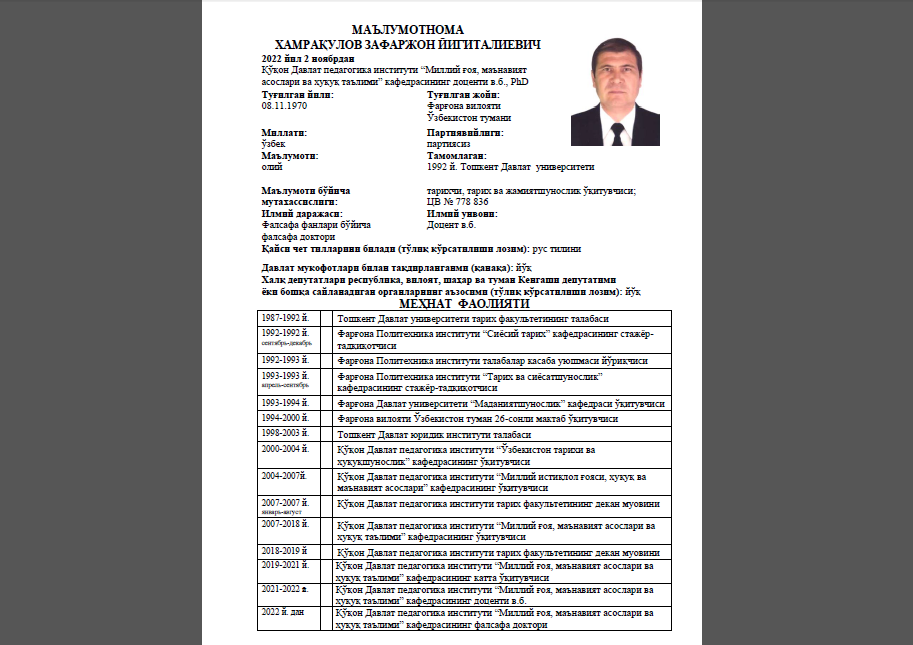 МАЪЛУМОТНОМА
ХАМРАҚУЛОВ ЗАФАРЖОН ЙИГИТАЛИЕВИЧ
2022 йил 2 ноябрдан
Қўқон Давлат педагогика институти “Миллий ғоя, маънавият
асослари ва ҳуқуқ таълими” кафедрасининг доценти в.б., PhD
Туғилган йили: Туғилган жойи:
08.11.1970 Фарғона вилояти
Ўзбекистон тумани
Миллати: Партиявийлиги:
ўзбек партиясиз
Маълумоти: Тамомлаган:
олий 1992 й. Тошкент Давлат университети
Маълумоти бўйича тарихчи, тарих ва жамиятшунослик ўқитувчиси;
мутахассислиги: ЦВ № 778 836
Илмий даражаси: Илмий унвони:
Фалсафа фанлари бўйича Доцент в.б.
фалсафа доктори
Қайси чет тилларини билади (тўлиқ кўрсатилиши лозим): рус тилини
Давлат мукофотлари билан тақдирланганми (қанақа): йўқ
Халқ депутатлари республика, вилоят, шаҳар ва туман Кенгаши депутатими
ёки бошқа сайланадиган органларнинг аъзосими (тўлиқ кўрсатилиши лозим): йўқ
МЕҲНАТ ФАОЛИЯТИ
1987-1992 й. Тошкент Давлат университети тарих факультетининг талабаси
1992-1992 й. Фарғона Политехника институти “Сиёсий тарих” кафедрасининг стажёр-
сентябрь-декабрь тадқиқотчиси
1992-1993 й. Фарғона Политехника институти талабалар касаба уюшмаси йўриқчиси
1993-1993 й. Фарғона Политехника институти “Тарих ва сиёсатшунослик”
апрель-сентябрь кафедрасининг стажёр-тадқиқотчиси
1993-1994 й. Фарғона Давлат университети “Маданиятшунослик” кафедраси ўқитувчиси
1994-2000 й. Фарғона вилояти Ўзбекистон туман 26-сонли мактаб ўқитувчиси
1998-2003 й. Тошкент Давлат юридик институти талабаси
2000-2004 й. Қўқон Давлат педагогика институти “Ўзбекистон тарихи ва
ҳуқуқшунослик” кафедрасининг ўқитувчиси
2004-2007й. Қўқон Давлат педагогика институти “Миллий истиқлол ғояси, ҳуқуқ ва
маънавият асослари” кафедрасининг ўқитувчиси
2007-2007 й. Қўқон Давлат педагогика институти тарих факультетининг декан муовини
январь-август
2007-2018 й. Қўқон Давлат педагогика институти “Миллий ғоя, маънавият асослари ва
ҳуқуқ таълими” кафедрасининг ўқитувчиси
2018-2019 й Қўқон Давлат педагогика институти тарих факультетининг декан муовини
2019-2021 й. Қўқон Давлат педагогика институти “Миллий ғоя, маънавият асослари ва
ҳуқуқ таълими” кафедрасининг катта ўқитувчиси
2021-2022 й. Қўқон Давлат педагогика институти “Миллий ғоя, маънавият асослари ва
ҳуқуқ таълими” кафедрасининг доценти в.б.
2022 й. дан Қўқон Давлат педагогика институти “Миллий ғоя, маънавият асослари ва
ҳуқуқ таълими” кафедрасининг фалсафа доктори